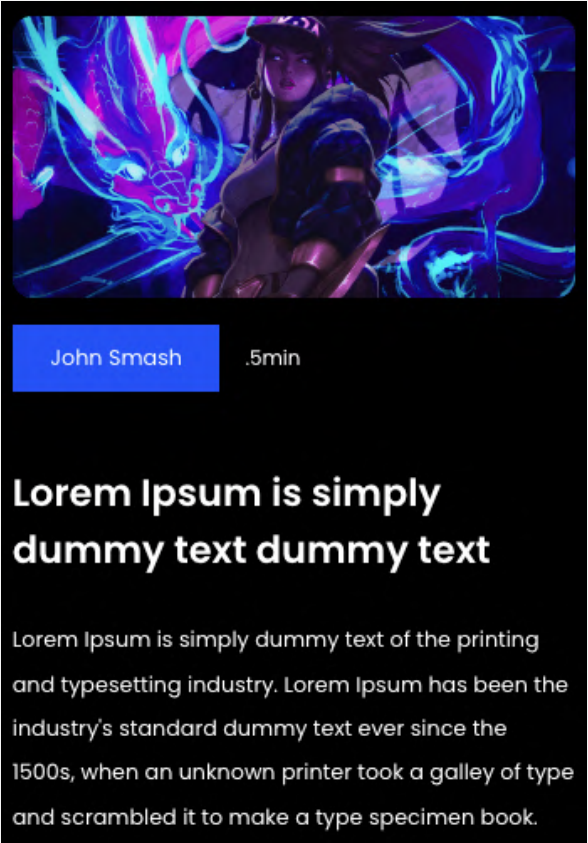 John Smash
.5min
Lorem Ipsum is simply
dummy text dummy text
Lorem Ipsum is simply dummy text of the printing
and typesetting industry. Lorem Ipsum has been the
industry's standard dummy text ever since the
1500s, when an unknown printer took a galley of type
and scrambled it to make a type specimen book.